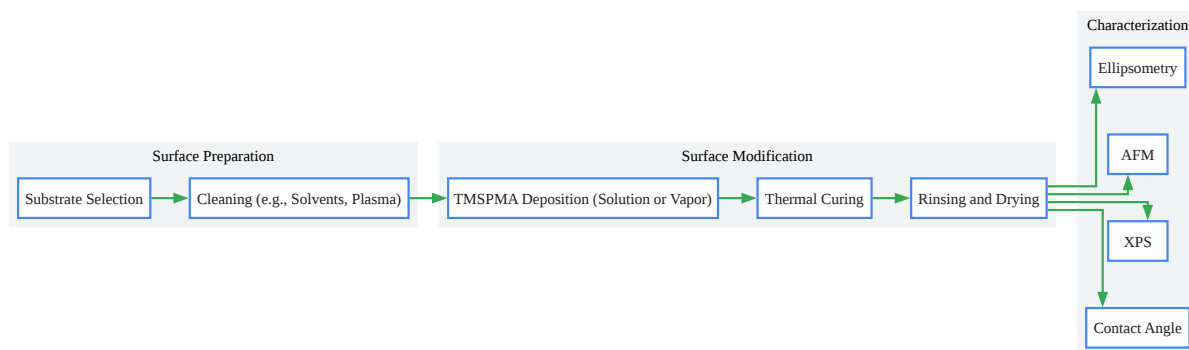 Surface Preparation
Substrate Selection
Cleaning (e.g., Solvents, Plasma)
Surface Modification
TMSPMA Deposition (Solution or Vapor)
Thermal Curing
Rinsing and Drying
Characterization
Ellipsometry
AFM
XPS
Contact Angle